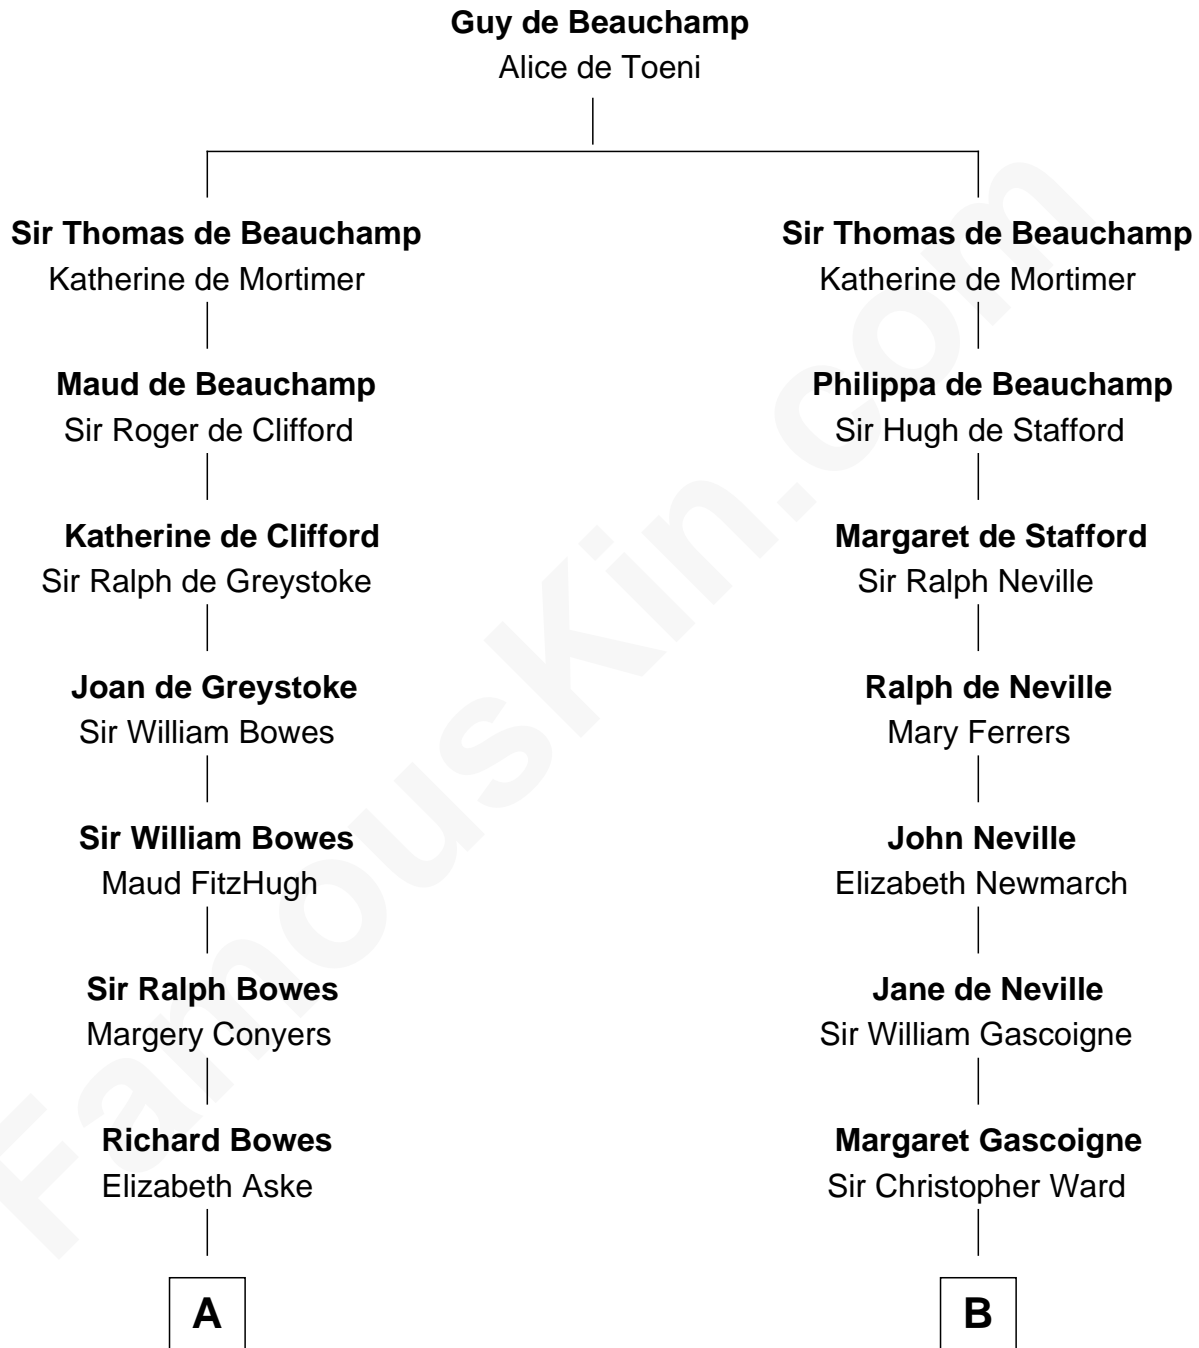 Guy de Beauchamp
Alice de Toeni
Sir Thomas de Beauchamp
Katherine de Mortimer
Maud de Beauchamp
Sir Roger de Clifford
Katherine de Clifford
Sir Ralph de Greystoke
Joan de Greystoke
Sir William Bowes
Sir William Bowes
Maud FitzHugh
Sir Ralph Bowes
Margery Conyers
Richard Bowes
Elizabeth Aske
A
Sir Thomas de Beauchamp
Katherine de Mortimer
Philippa de Beauchamp
Sir Hugh de Stafford
Margaret de Stafford
Sir Ralph Neville
Ralph de Neville
Mary Ferrers
John Neville
Elizabeth Newmarch
Jane de Neville
Sir William Gascoigne
Margaret Gascoigne
Sir Christopher Ward
B
FamousKin.com